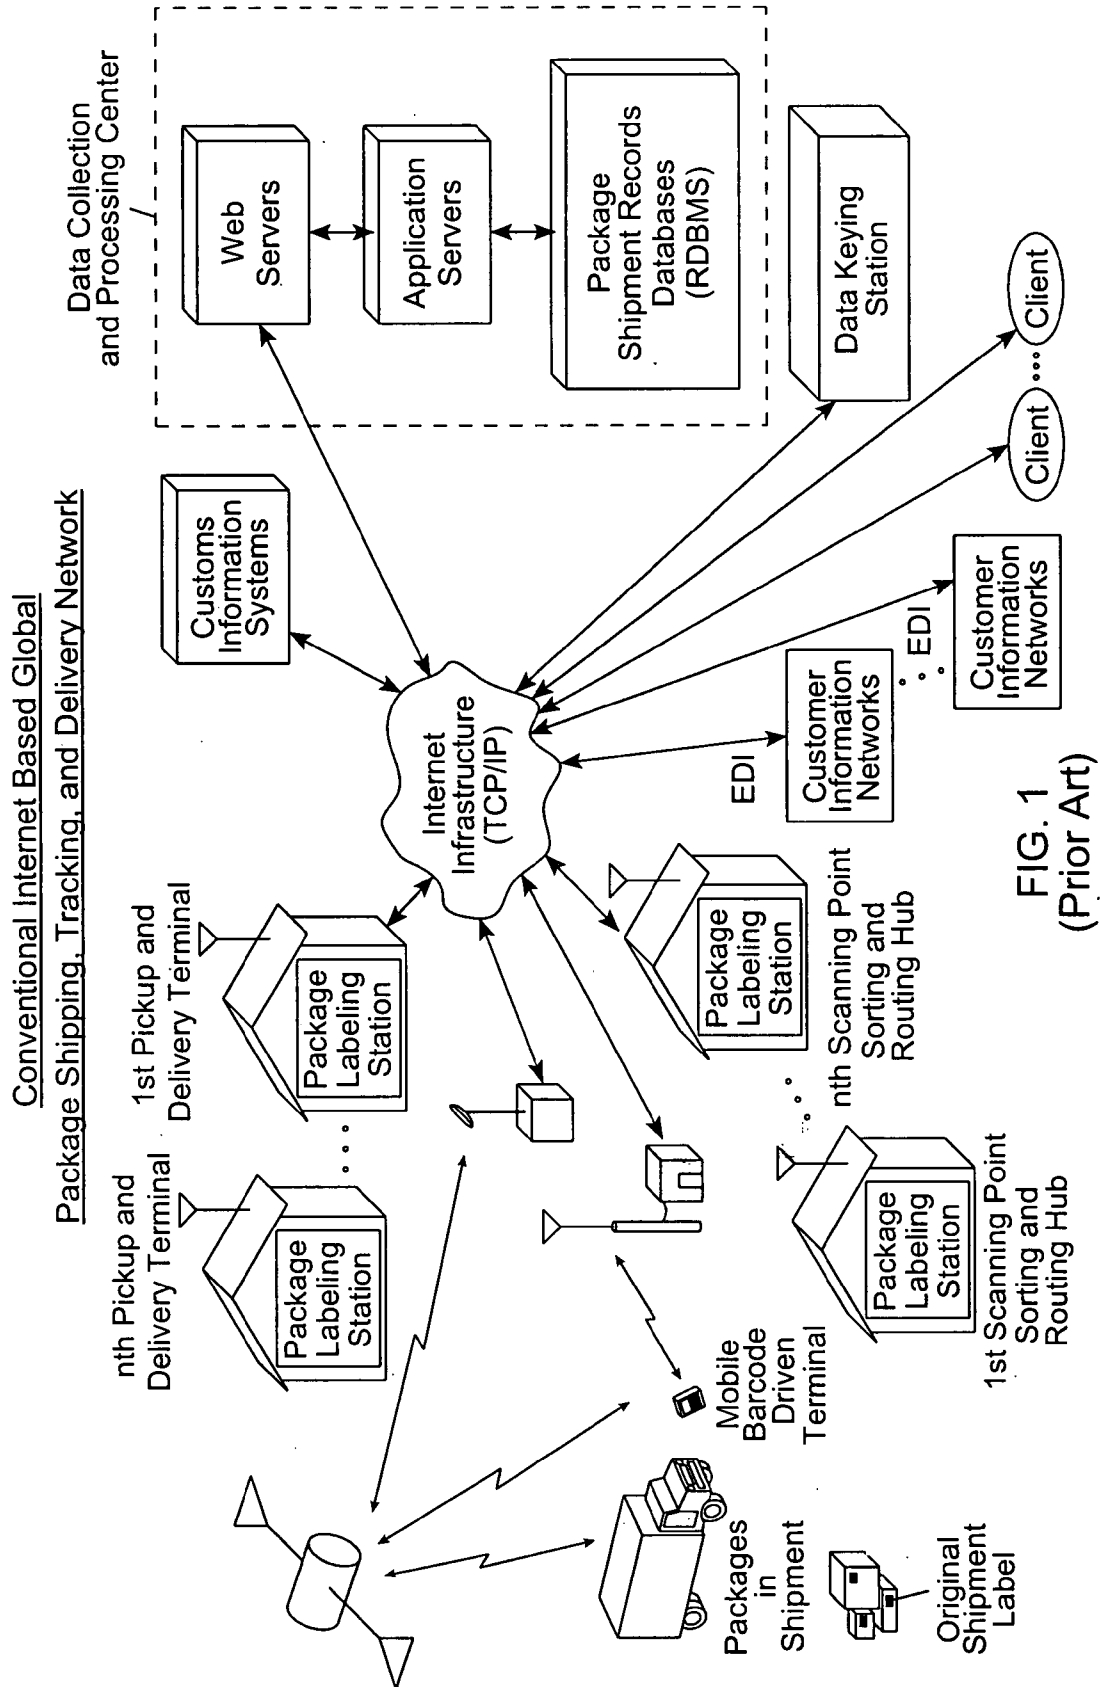 Conventional Internet Based Global
Package Shipping, Tracking, and Delivery Network
Data Collection
and Processing Center
Web
Servers
Application
Servers
Package
Shipment Records
Databases
(RDBMS)
Data Keying
Station
Client
Client
Customs
Information
Systems
Internet
Infrastructure
(TCP/IP)
EDI
Customer
Information
Networks
EDI
Customer
Information
Networks
nth Pickup and
Delivery Terminal
Package
Labeling
Station
1st Pickup and
Delivery Terminal
Package
Labeling
Station
Package
Labeling
Station
nth Scanning Point
Sorting and
Routing Hub
Package
Labeling
Station
1st Scanning Point
Sorting and
Routing Hub
Mobile
Barcode
Driven
Terminal
Packages
in
Shipment
Original
Shipment
Label
FIG. 1
(Prior Art)